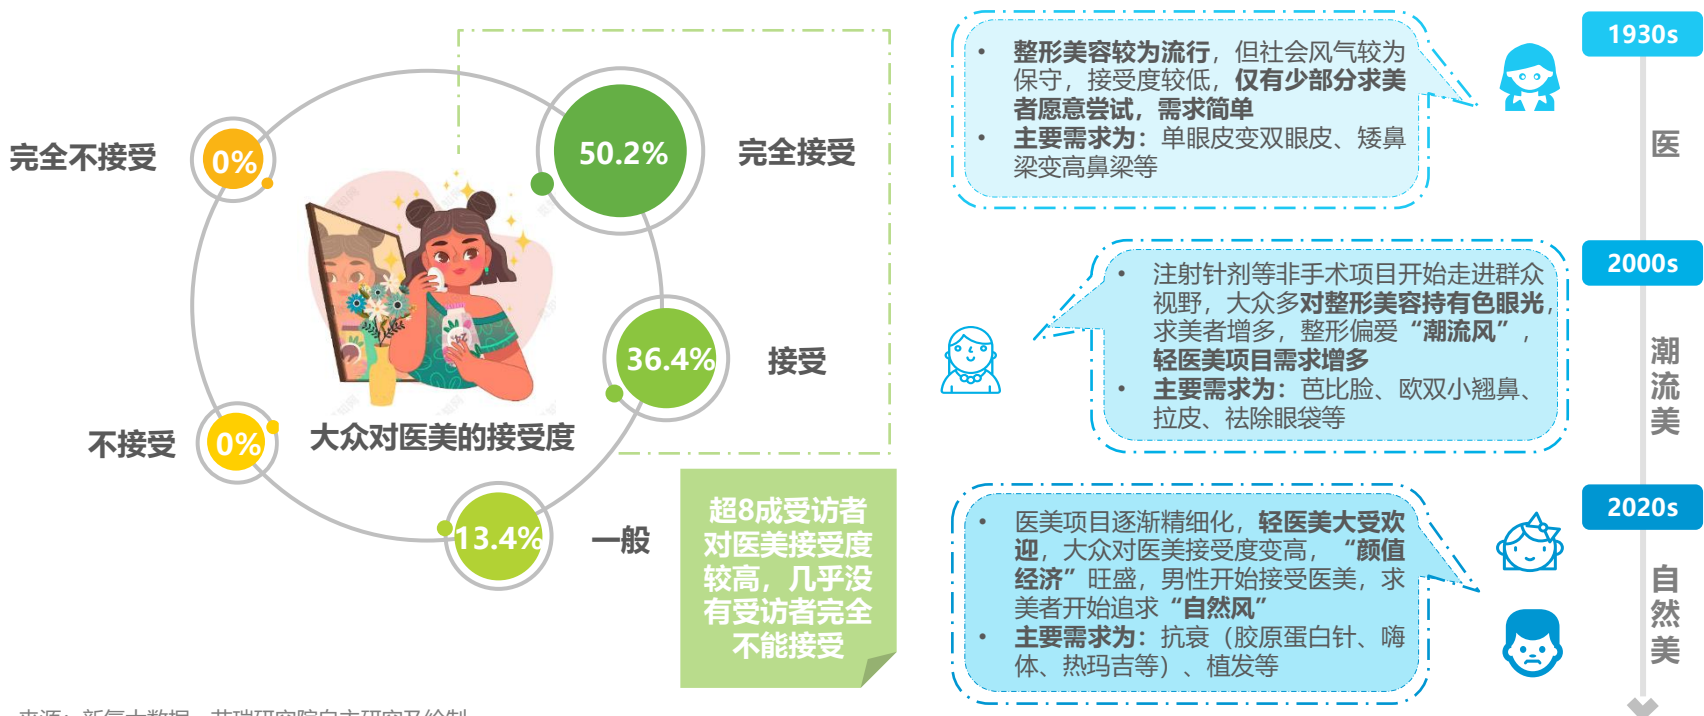 完全不接受
0%
50.2%
完全接受
36.4%
接受
不接受
0%
大众对医美的接受度
13.4%
一般
超8成受访者
对医美接受度
较高，几乎没
有受访者完全
不能接受
• 整形美容较为流行，但社会风气较为
保守，接受度较低，仅有少部分求美
者愿意尝试，需求简单
• 主要需求为：单眼皮变双眼皮、矮鼻
梁变高鼻梁等
1930s
医
• 注射针剂等非手术项目开始走进群众
视野，大众多对整形美容持有色眼光，
求美者增多，整形偏爱“潮流风”，
轻医美项目需求增多
• 主要需求为：芭比脸、欧双小翘鼻、
拉皮、祛除眼袋等
2000s
潮
流
美
• 医美项目逐渐精细化，轻医美大受欢
迎，大众对医美接受度变高，“颜值
经济”旺盛，男性开始接受医美，求
美者开始追求“自然风”
• 主要需求为：抗衰（胶原蛋白针、嗨
体、热玛吉等）、植发等
2020s
自
然
美